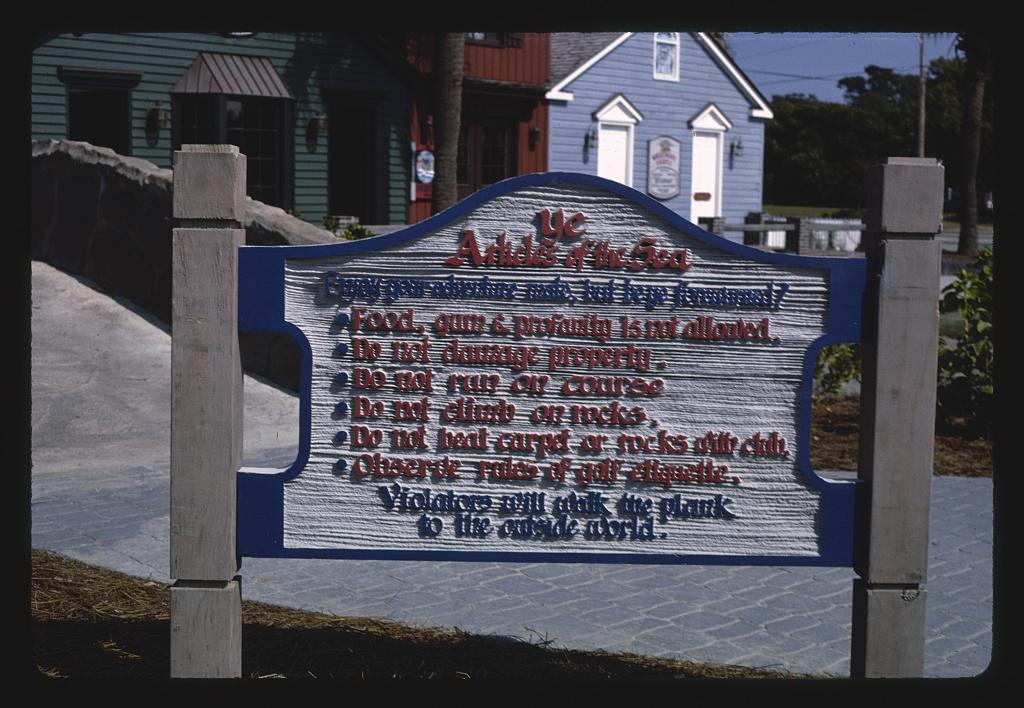 Ye
Articles of the Sea
Enjoy your adventure mate, but be ye forewarned!
• Food, gum & profanity is not allowed.
• Do not damage property.
• Do not run on course
• Do not climb on rocks.
• Do not beat carpet or rocks with club.
• Observe rules of golf etiquette.
Violators will walk the plank
to the outside world.